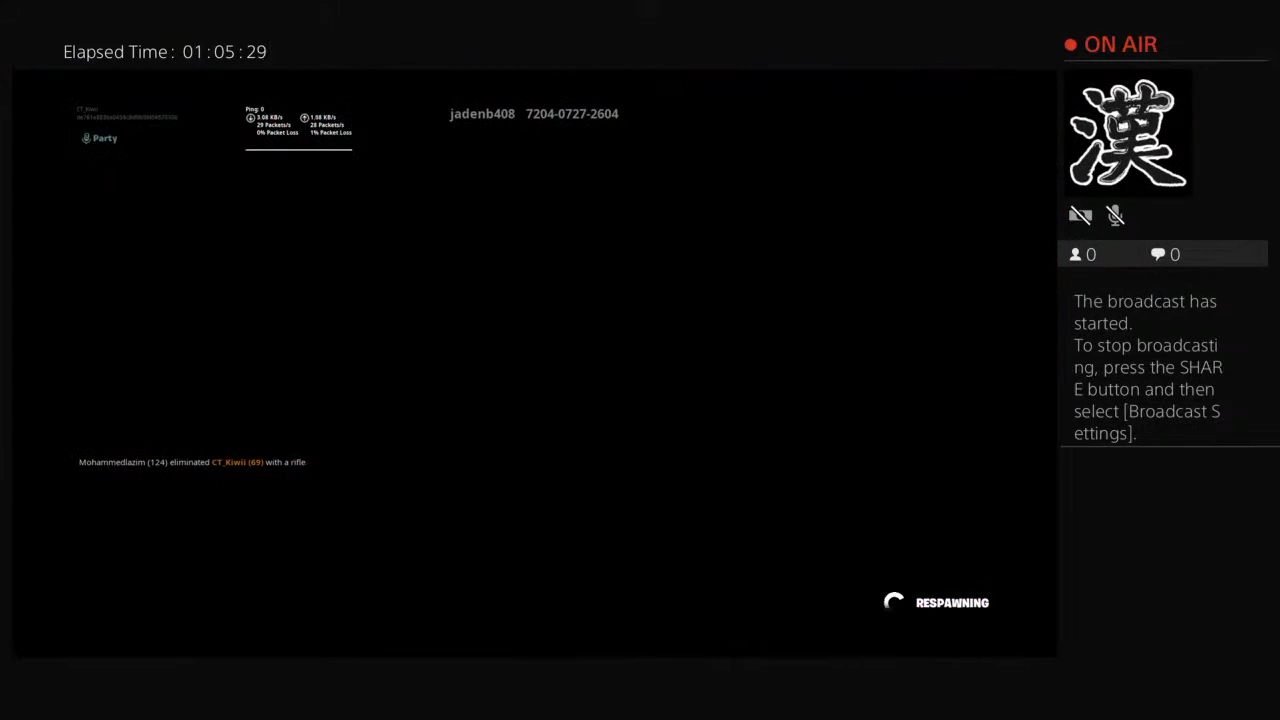 Elapsed Time: 01:05:29
ON AIR
CT_Kiwii
Ping: 0
3.08 KB/s
1.98 KB/s
29 Packets/s
28 Packets/s
0% Packet Loss
1% Packet Loss
jadenb408 7204-0727-2604
Party
漢
0
0
The broadcast has
started.
To stop broadcasti
ng, press the SHAR
E button and then
select [Broadcast S
ettings].
Mohammedlazim (124) eliminated CT_Kiwii (69) with a rifle
RESPAWNING